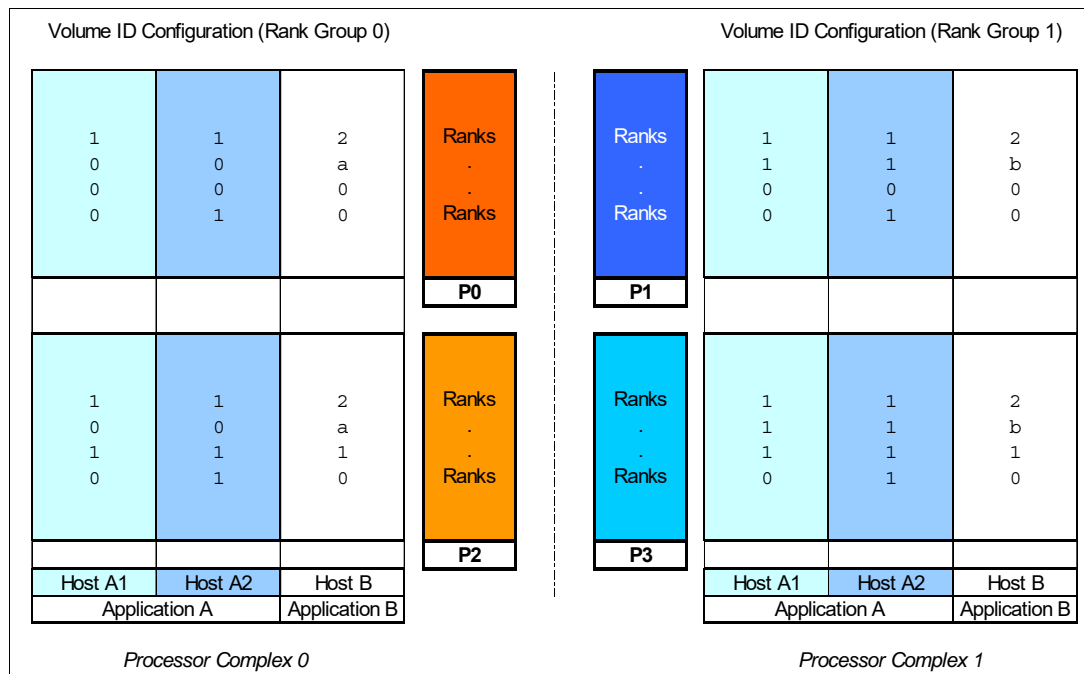 Volume ID Configuration (Rank Group 0) Volume ID Configuration (Rank Group 1)
1 1 2 Ranks Ranks 1 1 2
0 0 a . . 1 1 b
0 0 0 . . 0 0 0
0 1 0 Ranks Ranks 0 1 0
P0 P1
1 1 2 Ranks Ranks 1 1 2
0 0 a . . 1 1 b
1 1 1 . . 1 1 1
0 1 0 Ranks Ranks 0 1 0
P2 P3
Host A1 Host A2 Host B Host A1 Host A2 Host B
Application A Application B Application A Application B
Processor Complex 0 Processor Complex 1